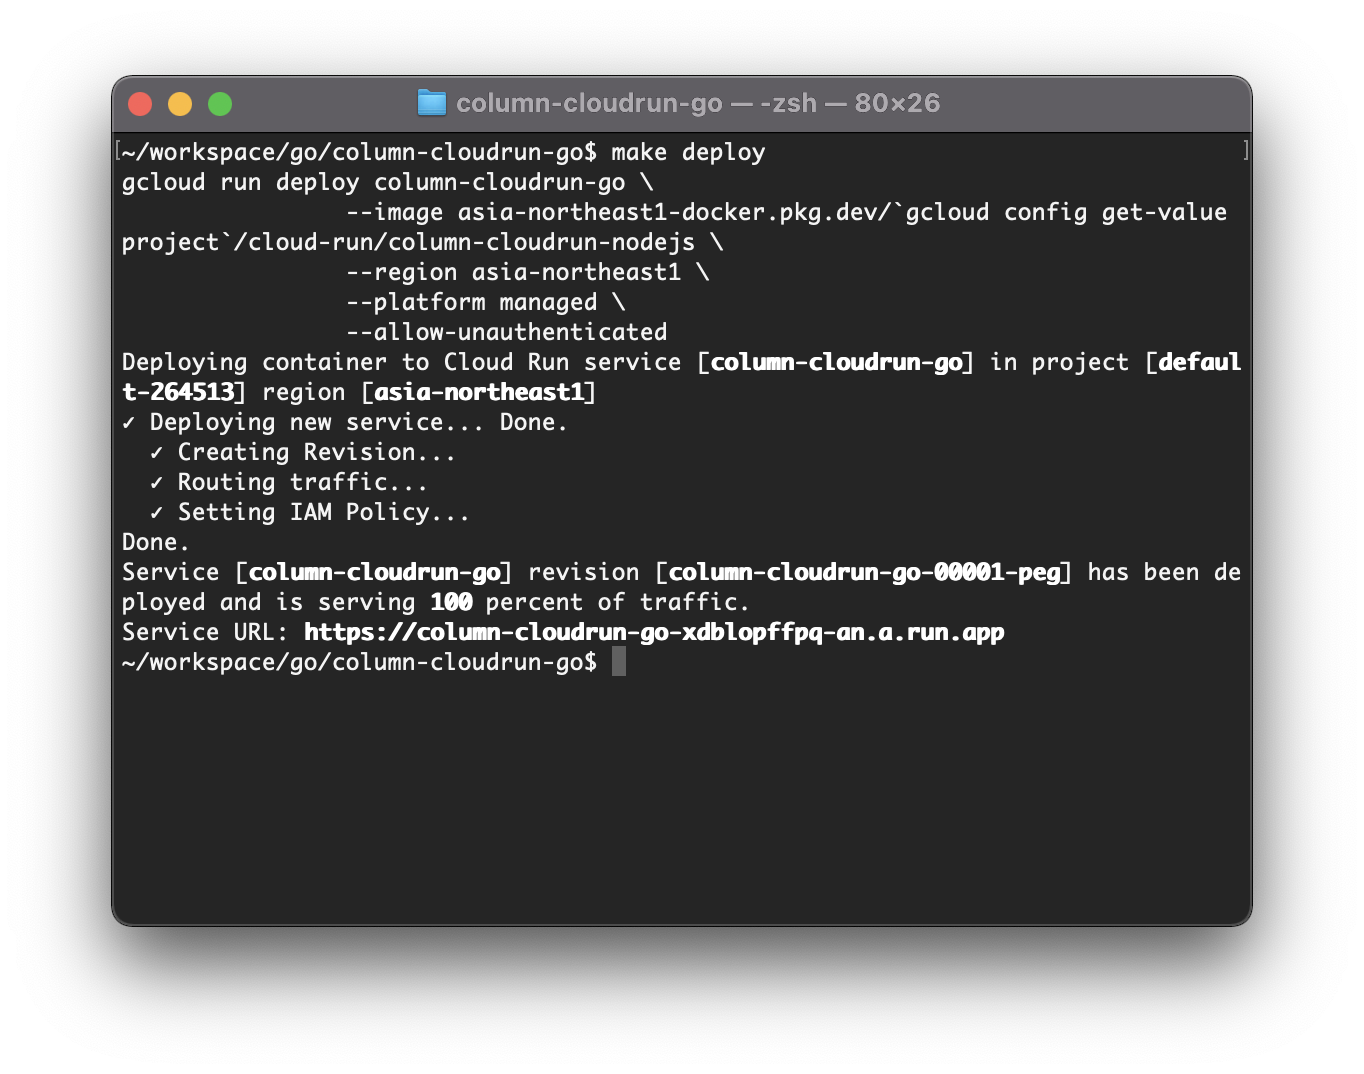 column-cloudrun-go — -zsh — 80×26
[~/workspace/go/column-cloudrun-go$ make deploy ]
gcloud run deploy column-cloudrun-go \
                --image asia-northeast1-docker.pkg.dev/`gcloud config get-value
project`/cloud-run/column-cloudrun-nodejs \
                --region asia-northeast1 \
                --platform managed \
                --allow-unauthenticated
Deploying container to Cloud Run service [column-cloudrun-go] in project [defaul
t-264513] region [asia-northeast1]
✓ Deploying new service... Done.
  ✓ Creating Revision...
  ✓ Routing traffic...
  ✓ Setting IAM Policy...
Done.
Service [column-cloudrun-go] revision [column-cloudrun-go-00001-peg] has been de
ployed and is serving 100 percent of traffic.
Service URL: https://column-cloudrun-go-xdblopffpq-an.a.run.app
~/workspace/go/column-cloudrun-go$